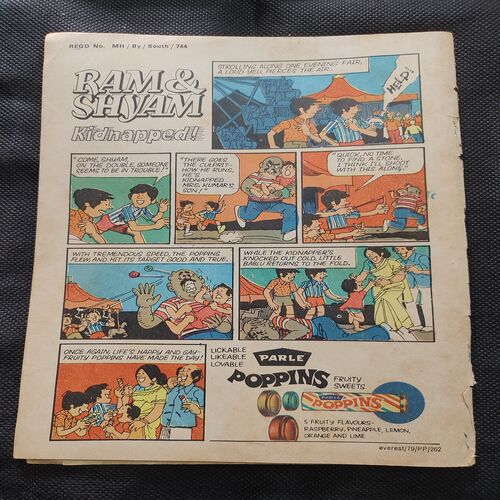 REGD No. MH / By / South / 744
RAM &
SHYAM
Kidnapped!
STROLLING ALONG ONE EVENING FAIR,
A LOUD YELL PIERCES THE AIR.
HELP!
"COME, SHYAM,
ON THE DOUBLE, SOMEONE
SEEMS TO BE IN TROUBLE!"
"THERE GOES
THE CULPRIT-
HOW HE RUNS,
HE'S
KIDNAPPED
MRS. KUMAR'S
SON!"
"QUICK, NO TIME
TO FIND A STONE,
I THINK I'LL SHOOT
WITH THIS ALONE."
WITH TREMENDOUS SPEED, THE POPPINS
FLEW AND HIT ITS TARGET GOOD AND TRUE.
WHILE THE KIDNAPPER'S
KNOCKED OUT COLD, LITTLE
BABLU RETURNS TO THE FOLD.
ONCE AGAIN, LIFE'S HAPPY AND GAY-
FRUITY POPPINS HAVE MADE THE DAY!
LICKABLE
LIKEABLE
LOVABLE
PARLE
POPPINS
FRUITY
SWEETS
PARLE
POPPINS
5 FRUITY FLAVOURS-
RASPBERRY, PINEAPPLE, LEMON,
ORANGE AND LIME.
everest/79/PP/262